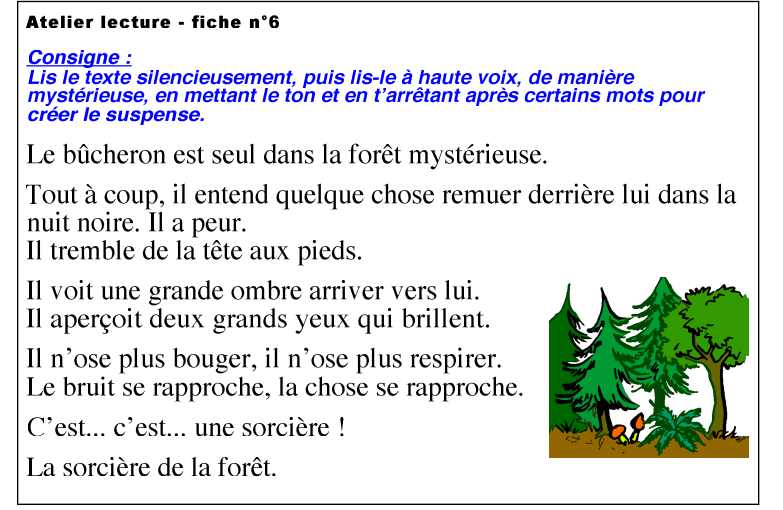 Atelier lecture - fiche n°6
Consigne :
Lis le texte silencieusement, puis lis-le à haute voix, de manière
mystérieuse, en mettant le ton et en t'arrêtant après certains mots pour
créer le suspense.
Le bûcheron est seul dans la forêt mystérieuse.
Tout à coup, il entend quelque chose remuer derrière lui dans la
nuit noire. Il a peur.
Il tremble de la tête aux pieds.
Il voit une grande ombre arriver vers lui.
Il aperçoit deux grands yeux qui brillent.
Il n'ose plus bouger, il n'ose plus respirer.
Le bruit se rapproche, la chose se rapproche.
C'est... c'est... une sorcière !
La sorcière de la forêt.